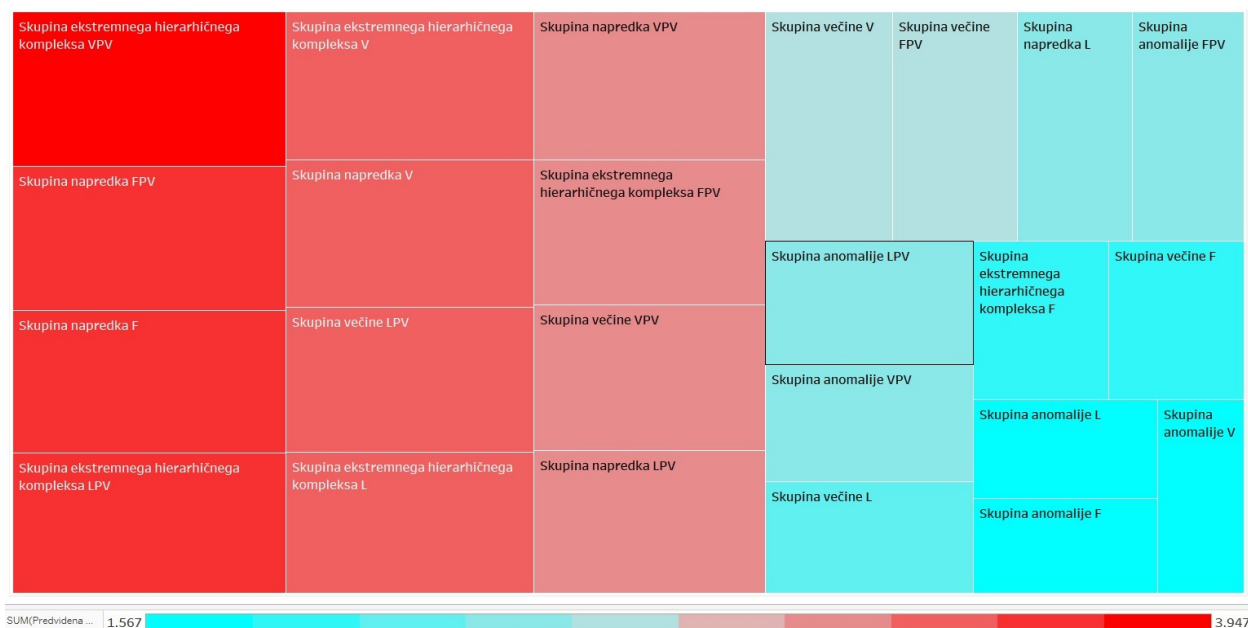 Skupina ekstremnega hierarhičnega
kompleksa VPV
Skupina napredka FPV
Skupina napredka F
Skupina ekstremnega hierarhičnega
kompleksa LPV
Skupina ekstremnega hierarhičnega
kompleksa V
Skupina napredka V
Skupina večine LPV
Skupina ekstremnega hierarhičnega
kompleksa L
Skupina napredka VPV
Skupina ekstremnega
hierarhičnega kompleksa FPV
Skupina večine VPV
Skupina napredka LPV
Skupina večine V
Skupina večine
FPV
Skupina
napredka L
Skupina
anomalije FPV
Skupina anomalije LPV
Skupina anomalije VPV
Skupina večine L
Skupina
ekstremnega
hierarhičnega
kompleksa F
Skupina večine F
Skupina anomalije L
Skupina anomalije F
Skupina
anomalije V
SUM(Predvidena ...
1.567
3.947